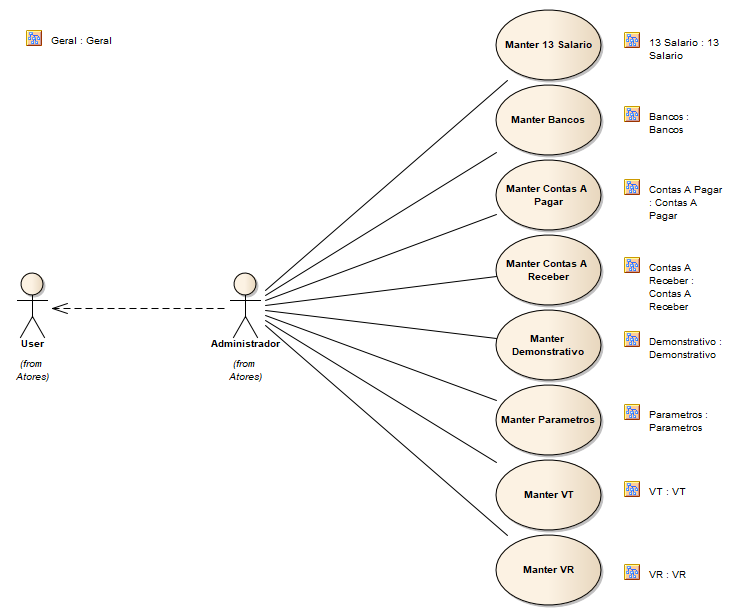 Geral : Geral
Manter 13 Salario
13 Salario : 13
Salario
Manter Bancos
Bancos :
Bancos
Manter Contas A
Pagar
Contas A Pagar
: Contas A
Pagar
Manter Contas A
Receber
Contas A
Receber :
Contas A
Receber
User
(from
Atores)
Administrador
(from
Atores)
Manter
Demonstrativo
Demonstrativo :
Demonstrativo
Manter Parametros
Parametros :
Parametros
Manter VT
VT : VT
Manter VR
VR : VR